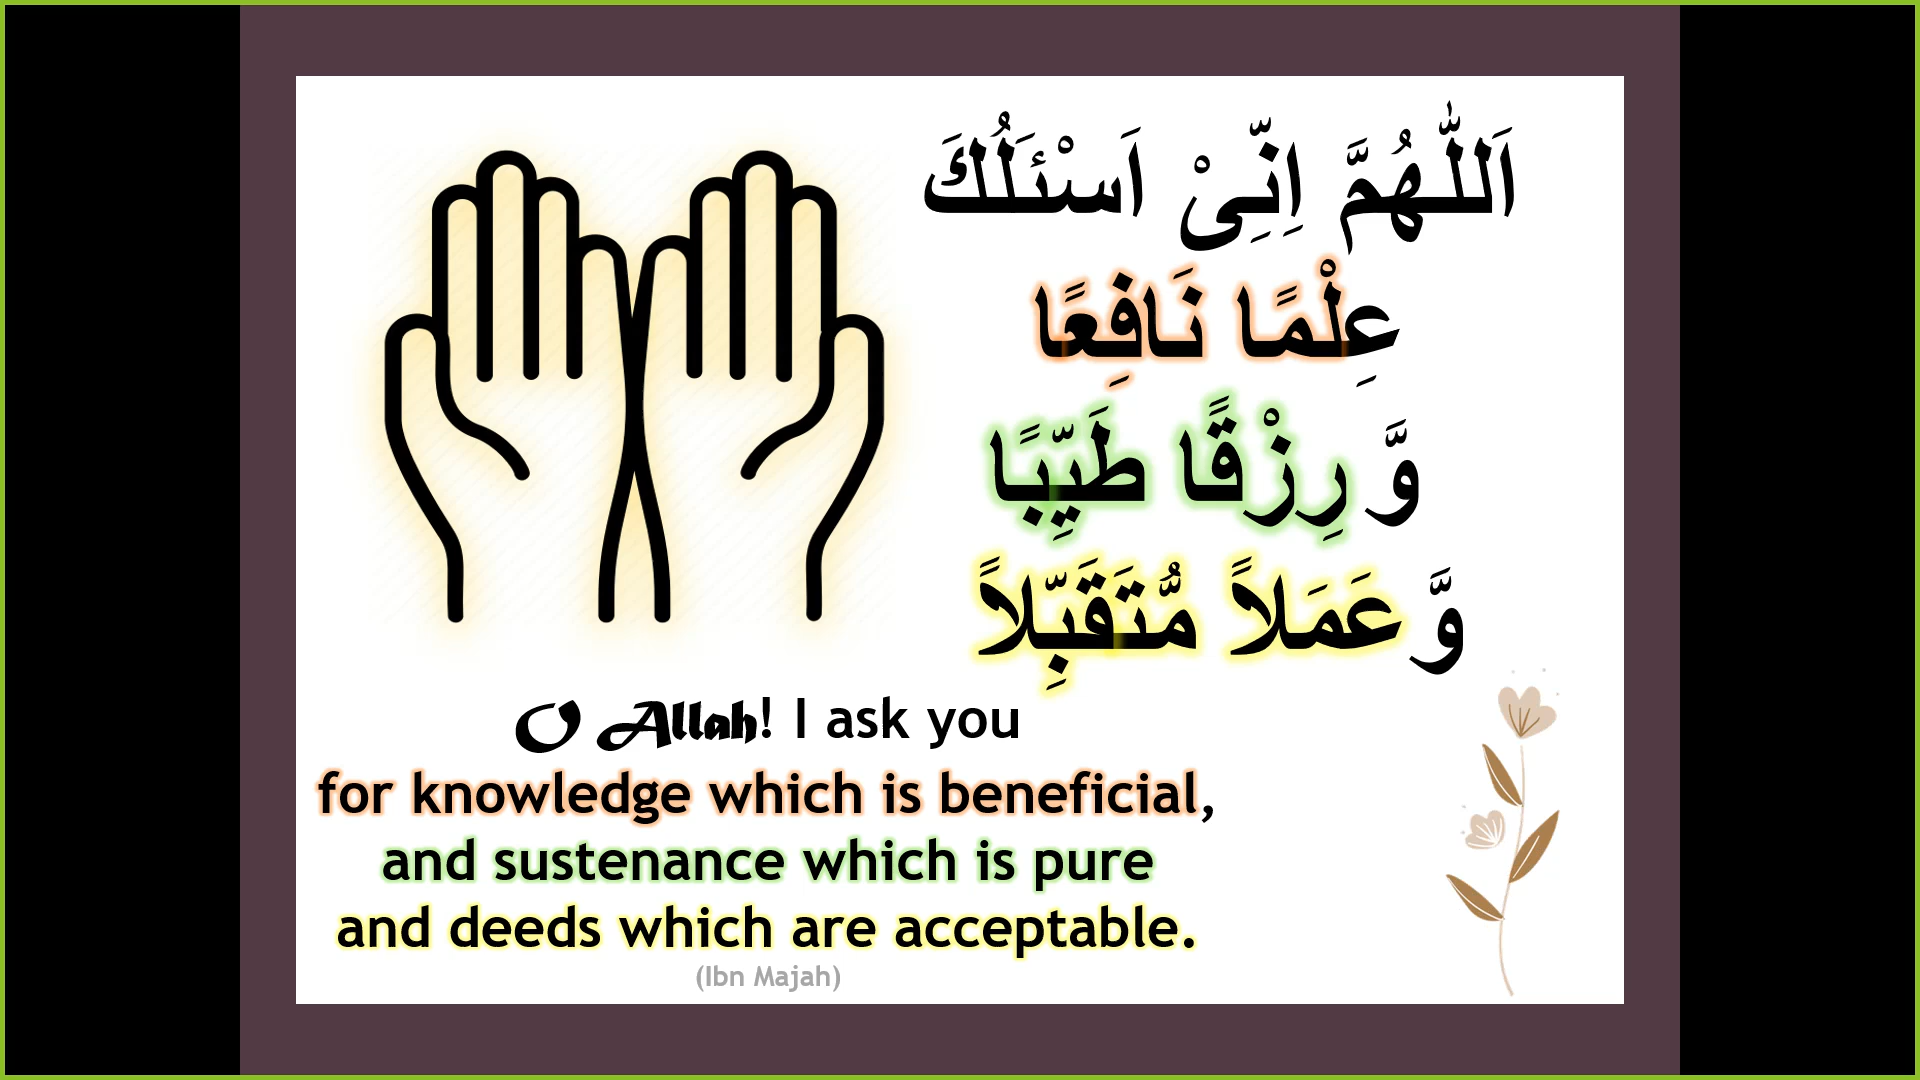 اَللّٰهُمَّ اِنِّىْ اَسْئَلُكَ
عِلْمًا نَافِعًا
وَّ رِزْقًا طَيِّبًا
وَّ عَمَلاً مُّتَقَبِّلاً
O Allah! I ask you
for knowledge which is beneficial,
and sustenance which is pure
and deeds which are acceptable.
(Ibn Majah)